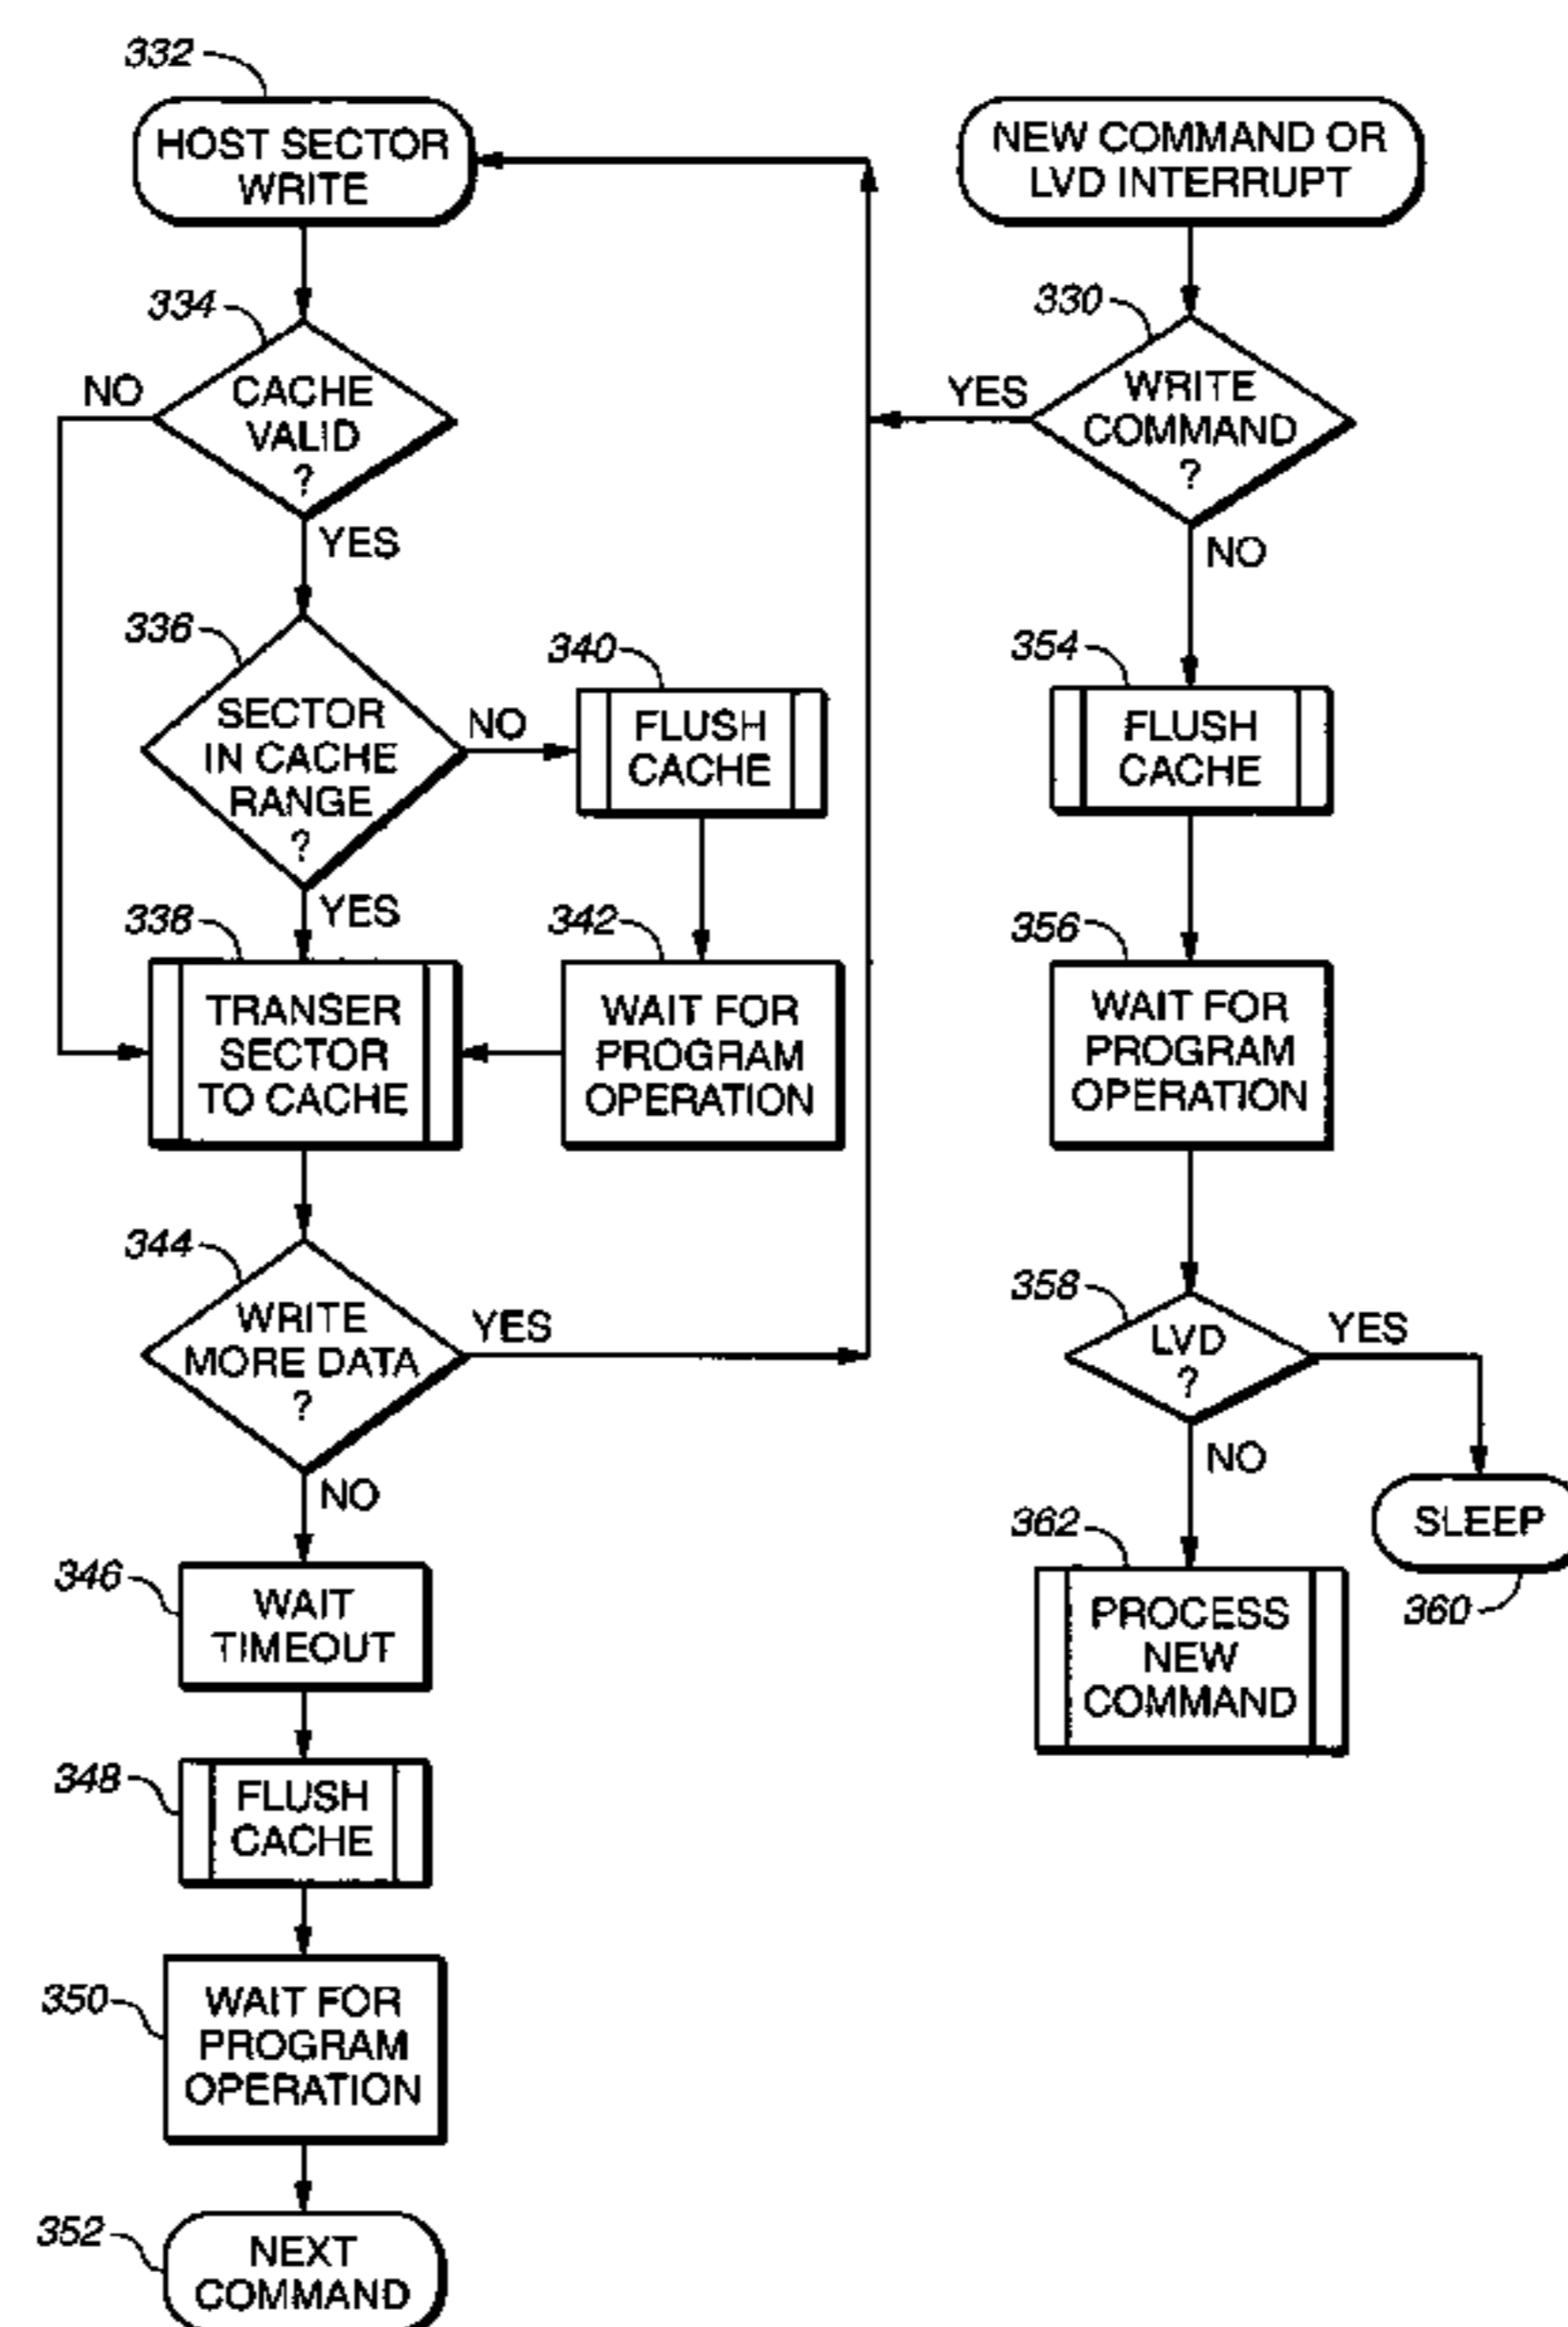 332
HOST SECTOR
WRITE
NEW COMMAND OR
LVD INTERRUPT
334
CACHE
VALID
?
NO
YES
330
WRITE
COMMAND
?
YES
NO
336
SECTOR
IN CACHE
RANGE
?
NO
YES
340
FLUSH
CACHE
354
FLUSH
CACHE
338
TRANSER
SECTOR
TO CACHE
342
WAIT FOR
PROGRAM
OPERATION
356
WAIT FOR
PROGRAM
OPERATION
344
WRITE
MORE DATA
?
YES
NO
358
LVD
?
YES
NO
SLEEP
360
362
PROCESS
NEW
COMMAND
346
WAIT
TIMEOUT
348
FLUSH
CACHE
350
WAIT FOR
PROGRAM
OPERATION
352
NEXT
COMMAND